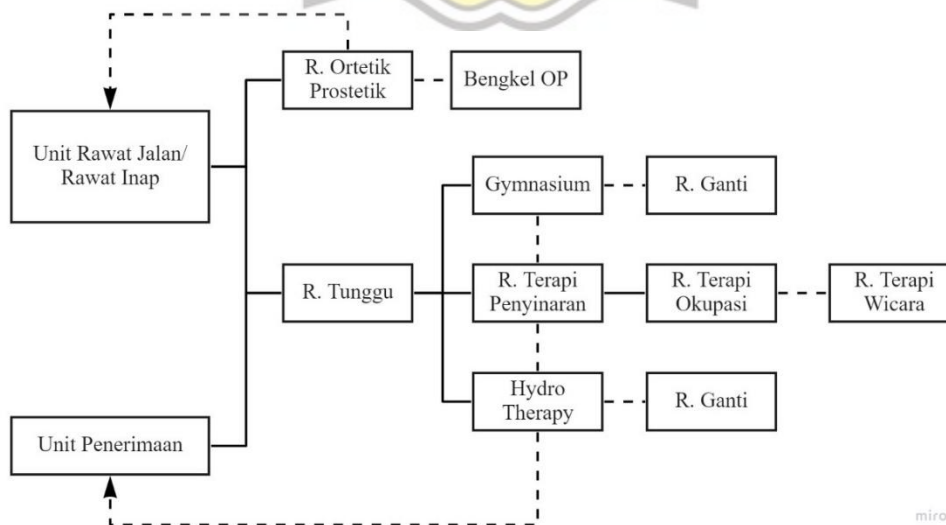 R. Ortetik
Prostetik
Bengkel OP
Unit Rawat Jalan/
Rawat Inap
Gymnasium
R. Ganti
R. Tunggu
R. Terapi
Penyinaran
R. Terapi
Okupasi
R. Terapi
Wicara
Hydro
Therapy
R. Ganti
Unit Penerimaan
miro